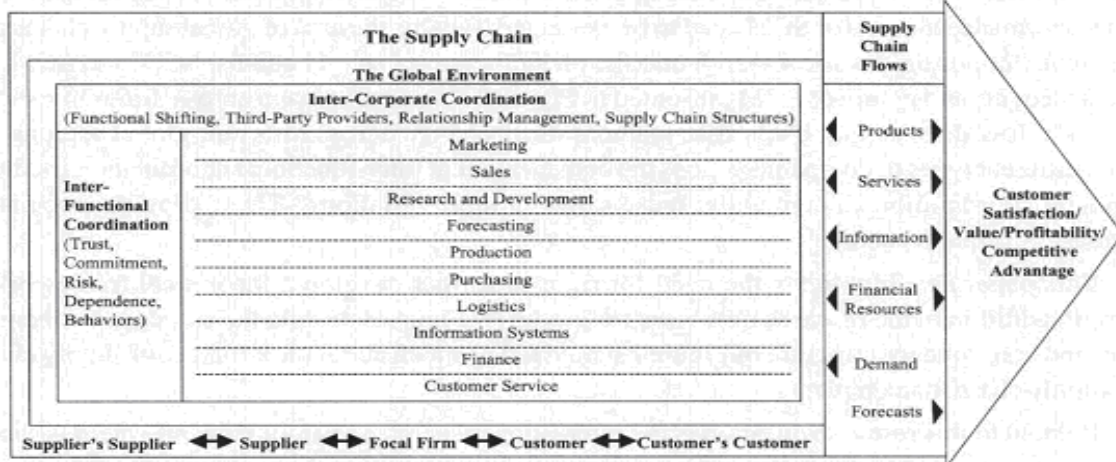 The Supply Chain
The Global Environment
Inter-Corporate Coordination
(Functional Shifting, Third-Party Providers, Relationship Management, Supply Chain Structures)
Inter-
Functional
Coordination
(Trust,
Commitment,
Risk,
Dependence,
Behaviors)
Marketing
Sales
Research and Development
Forecasting
Production
Purchasing
Logistics
Information Systems
Finance
Customer Service
Supplier's Supplier Supplier Focal Firm Customer Customer's Customer
Supply
Chain
Flows
Products
Services
Information
Financial
Resources
Demand
Forecasts
Customer
Satisfaction/
Value/Profitability/
Competitive
Advantage